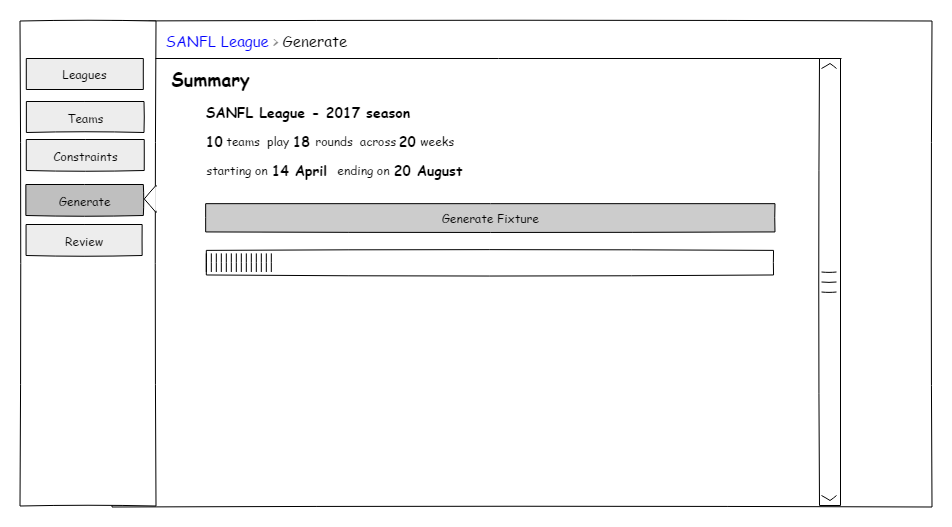 SANFL League > Generate
Leagues
Teams
Constraints
Generate
Review
Summary
SANFL League - 2017 season
10 teams play 18 rounds across 20 weeks
starting on 14 April ending on 20 August
Generate Fixture